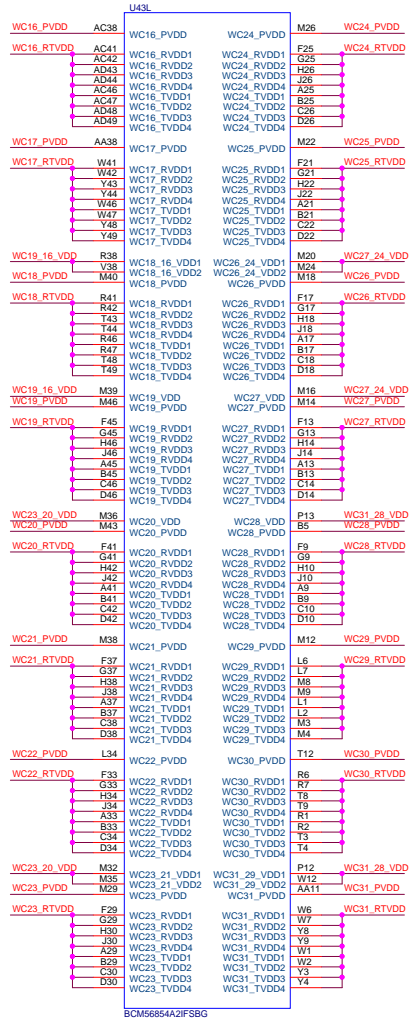 U43L
WC16_PVDD AC38 WC16_PVDD WC24_PVDD M26 WC24_PVDD
WC16_RTVDD AC41 WC16_RVDD1 WC24_RVDD1 F25 WC24_RTVDD
AC42 WC16_RVDD2 WC24_RVDD2 G25
AD43 WC16_RVDD3 WC24_RVDD3 H26
AD44 WC16_RVDD4 WC24_RVDD4 J26
AC46 WC16_TVDD1 WC24_TVDD1 A25
AC47 WC16_TVDD2 WC24_TVDD2 B25
AD48 WC16_TVDD3 WC24_TVDD3 C26
AD49 WC16_TVDD4 WC24_TVDD4 D26
WC17_PVDD AA38 WC17_PVDD WC25_PVDD M22 WC25_PVDD
WC17_RTVDD W41 WC17_RVDD1 WC25_RVDD1 F21 WC25_RTVDD
W42 WC17_RVDD2 WC25_RVDD2 G21
Y43 WC17_RVDD3 WC25_RVDD3 H22
Y44 WC17_RVDD4 WC25_RVDD4 J22
W46 WC17_TVDD1 WC25_TVDD1 A21
W47 WC17_TVDD2 WC25_TVDD2 B21
Y48 WC17_TVDD3 WC25_TVDD3 C22
Y49 WC17_TVDD4 WC25_TVDD4 D22
WC19_16_VDD R38 WC18_16_VDD1 WC26_24_VDD1 M20 WC27_24_VDD
V38 WC18_16_VDD2 WC26_24_VDD2 M24
WC18_PVDD M40 WC18_PVDD WC26_PVDD M18 WC26_PVDD
WC18_RTVDD R41 WC18_RVDD1 WC26_RVDD1 F17 WC26_RTVDD
R42 WC18_RVDD2 WC26_RVDD2 G17
T43 WC18_RVDD3 WC26_RVDD3 H18
T44 WC18_RVDD4 WC26_RVDD4 J18
R46 WC18_TVDD1 WC26_TVDD1 A17
R47 WC18_TVDD2 WC26_TVDD2 B17
T48 WC18_TVDD3 WC26_TVDD3 C18
T49 WC18_TVDD4 WC26_TVDD4 D18
WC19_16_VDD M39 WC19_VDD WC27_VDD M16 WC27_24_VDD
WC19_PVDD M46 WC19_PVDD WC27_PVDD M14 WC27_PVDD
WC19_RTVDD F45 WC19_RVDD1 WC27_RVDD1 F13 WC27_RTVDD
G45 WC19_RVDD2 WC27_RVDD2 G13
H46 WC19_RVDD3 WC27_RVDD3 H14
J46 WC19_RVDD4 WC27_RVDD4 J14
A45 WC19_TVDD1 WC27_TVDD1 A13
B45 WC19_TVDD2 WC27_TVDD2 B13
C46 WC19_TVDD3 WC27_TVDD3 C14
D46 WC19_TVDD4 WC27_TVDD4 D14
WC23_20_VDD M36 WC20_VDD WC28_VDD P13 WC31_28_VDD
WC20_PVDD M43 WC20_PVDD WC28_PVDD B5 WC28_PVDD
WC20_RTVDD F41 WC20_RVDD1 WC28_RVDD1 F9 WC28_RTVDD
G41 WC20_RVDD2 WC28_RVDD2 G9
H42 WC20_RVDD3 WC28_RVDD3 H10
J42 WC20_RVDD4 WC28_RVDD4 J10
A41 WC20_TVDD1 WC28_TVDD1 A9
B41 WC20_TVDD2 WC28_TVDD2 B9
C42 WC20_TVDD3 WC28_TVDD3 C10
D42 WC20_TVDD4 WC28_TVDD4 D10
WC21_PVDD M38 WC21_PVDD WC29_PVDD M12 WC29_PVDD
WC21_RTVDD F37 WC21_RVDD1 WC29_RVDD1 L6 WC29_RTVDD
G37 WC21_RVDD2 WC29_RVDD2 L7
H38 WC21_RVDD3 WC29_RVDD3 M8
J38 WC21_RVDD4 WC29_RVDD4 M9
A37 WC21_TVDD1 WC29_TVDD1 L1
B37 WC21_TVDD2 WC29_TVDD2 L2
C38 WC21_TVDD3 WC29_TVDD3 M3
D38 WC21_TVDD4 WC29_TVDD4 M4
WC22_PVDD L34 WC22_PVDD WC30_PVDD T12 WC30_PVDD
WC22_RTVDD F33 WC22_RVDD1 WC30_RVDD1 R6 WC30_RTVDD
G33 WC22_RVDD2 WC30_RVDD2 R7
H34 WC22_RVDD3 WC30_RVDD3 T8
J34 WC22_RVDD4 WC30_RVDD4 T9
A33 WC22_TVDD1 WC30_TVDD1 R1
B33 WC22_TVDD2 WC30_TVDD2 R2
C34 WC22_TVDD3 WC30_TVDD3 T3
D34 WC22_TVDD4 WC30_TVDD4 T4
WC23_20_VDD M32 WC23_21_VDD1 WC31_29_VDD1 P12 WC31_28_VDD
M35 WC23_21_VDD2 WC31_29_VDD2 W12
WC23_PVDD M29 WC23_PVDD WC31_PVDD AA11 WC31_PVDD
WC23_RTVDD F29 WC23_RVDD1 WC31_RVDD1 W6 WC31_RTVDD
G29 WC23_RVDD2 WC31_RVDD2 W7
H30 WC23_RVDD3 WC31_RVDD3 Y8
J30 WC23_RVDD4 WC31_RVDD4 Y9
A29 WC23_TVDD1 WC31_TVDD1 W1
B29 WC23_TVDD2 WC31_TVDD2 W2
C30 WC23_TVDD3 WC31_TVDD3 Y3
D30 WC23_TVDD4 WC31_TVDD4 Y4
BCM56854A2IFSBG